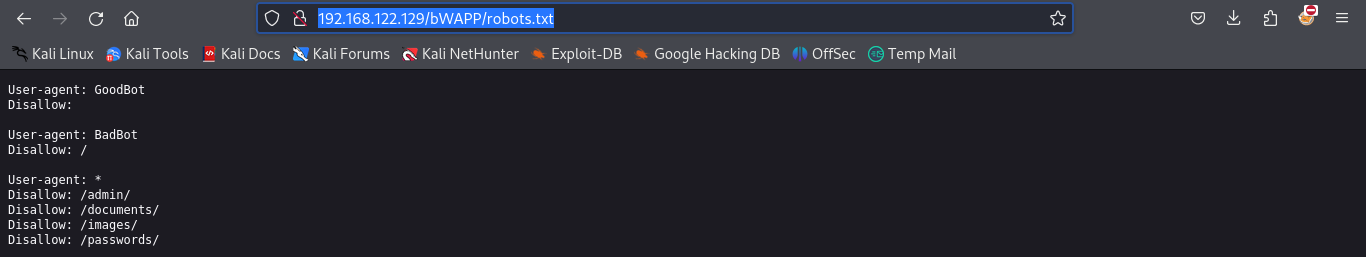 192.168.122.129/bWAPP/robots.txt
Kali Linux Kali Tools Kali Docs Kali Forums Kali NetHunter Exploit-DB Google Hacking DB OffSec Temp Mail
User-agent: GoodBot
Disallow:
User-agent: BadBot
Disallow: /
User-agent: *
Disallow: /admin/
Disallow: /documents/
Disallow: /images/
Disallow: /passwords/